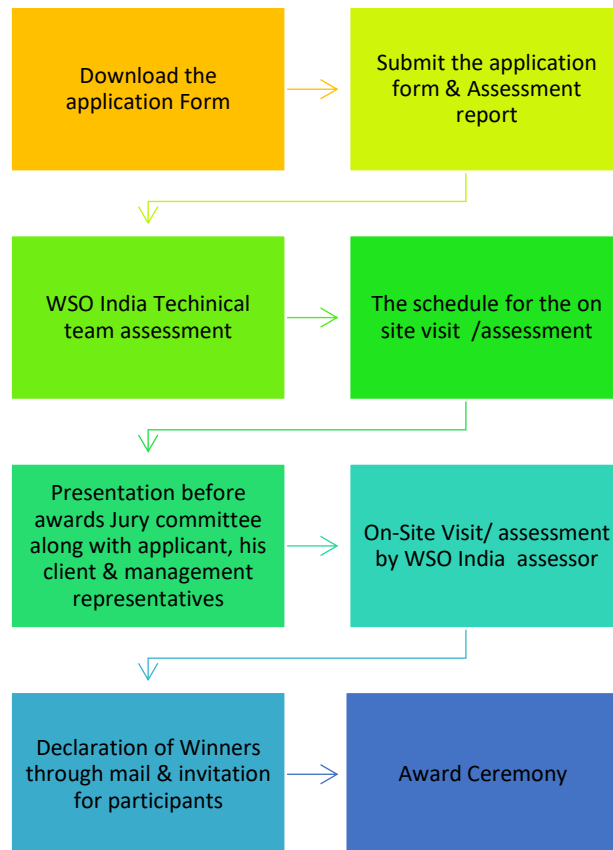 Download the
application Form
Submit the application
form & Assessment
report
WSO India Techinical
team assessment
The schedule for the on
site visit /assessment
Presentation before
awards Jury committee
along with applicant, his
client & management
representatives
On-Site Visit/ assessment
by WSO India assessor
Declaration of Winners
through mail & invitation
for participants
Award Ceremony